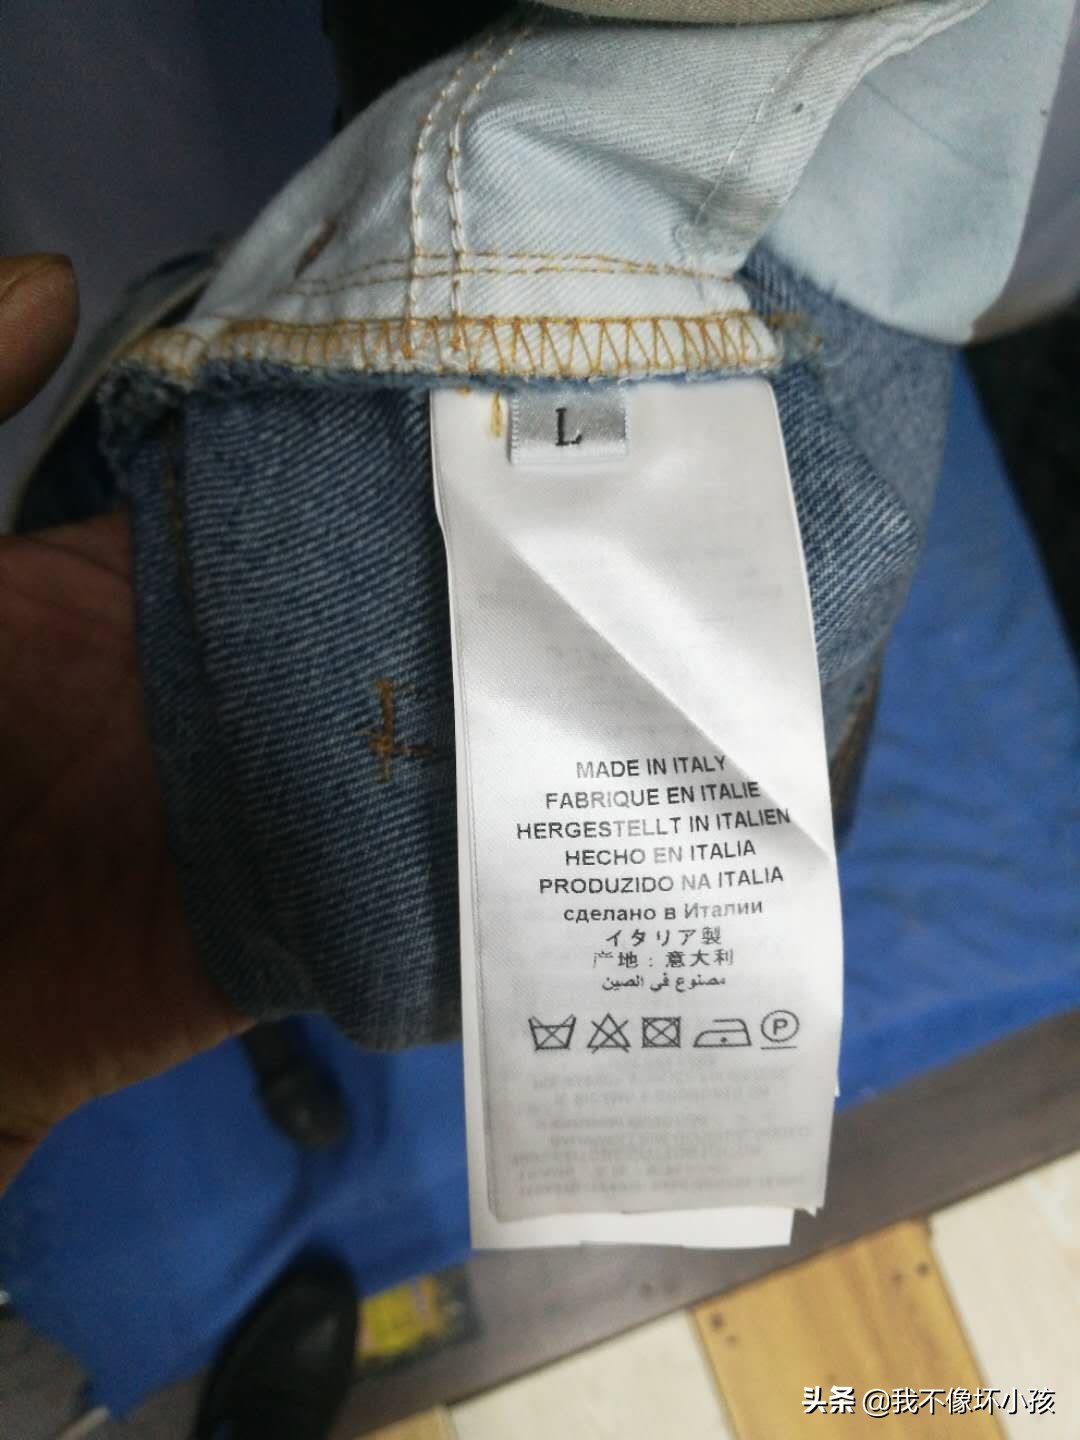 L
MADE IN ITALY
FABRIQUE EN ITALIE
HERGESTELLT IN ITALIEN
HECHO EN ITALIA
PRODUZIDO NA ITALIA
сделано в Италии
イタリア製
产地：意大利
مصنوع في الصين
P
头条 @我不像坏小孩